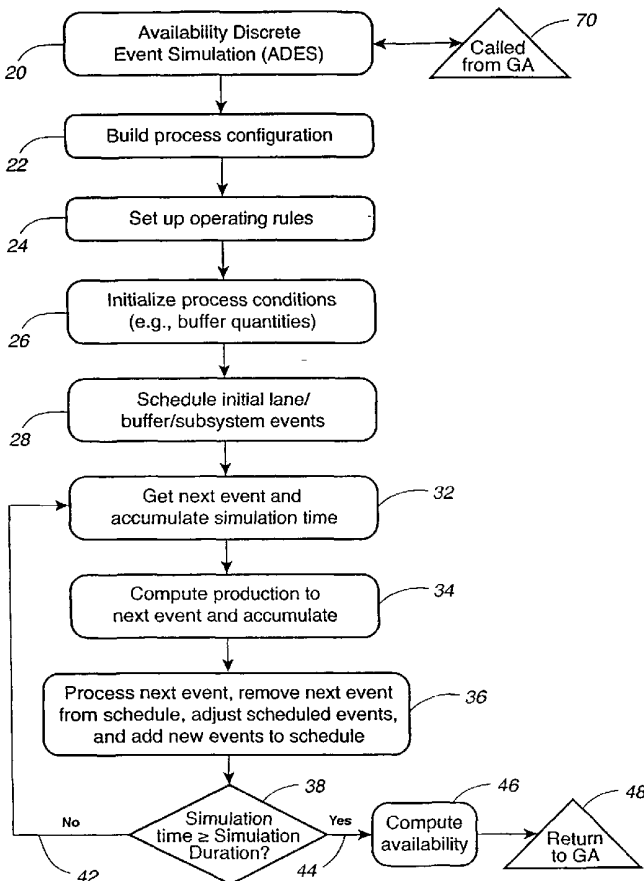 Availability Discrete
Event Simulation (ADES)
20
Called
from GA
70
Build process configuration
22
Set up operating rules
24
Initialize process conditions
(e.g., buffer quantities)
26
Schedule initial lane/
buffer/subsystem events
28
Get next event and
accumulate simulation time
32
Compute production to
next event and accumulate
34
Process next event, remove next event
from schedule, adjust scheduled events,
and add new events to schedule
36
38
Simulation
time ≥ Simulation
Duration?
No
42
Yes
44
46
Compute
availability
48
Return
to GA